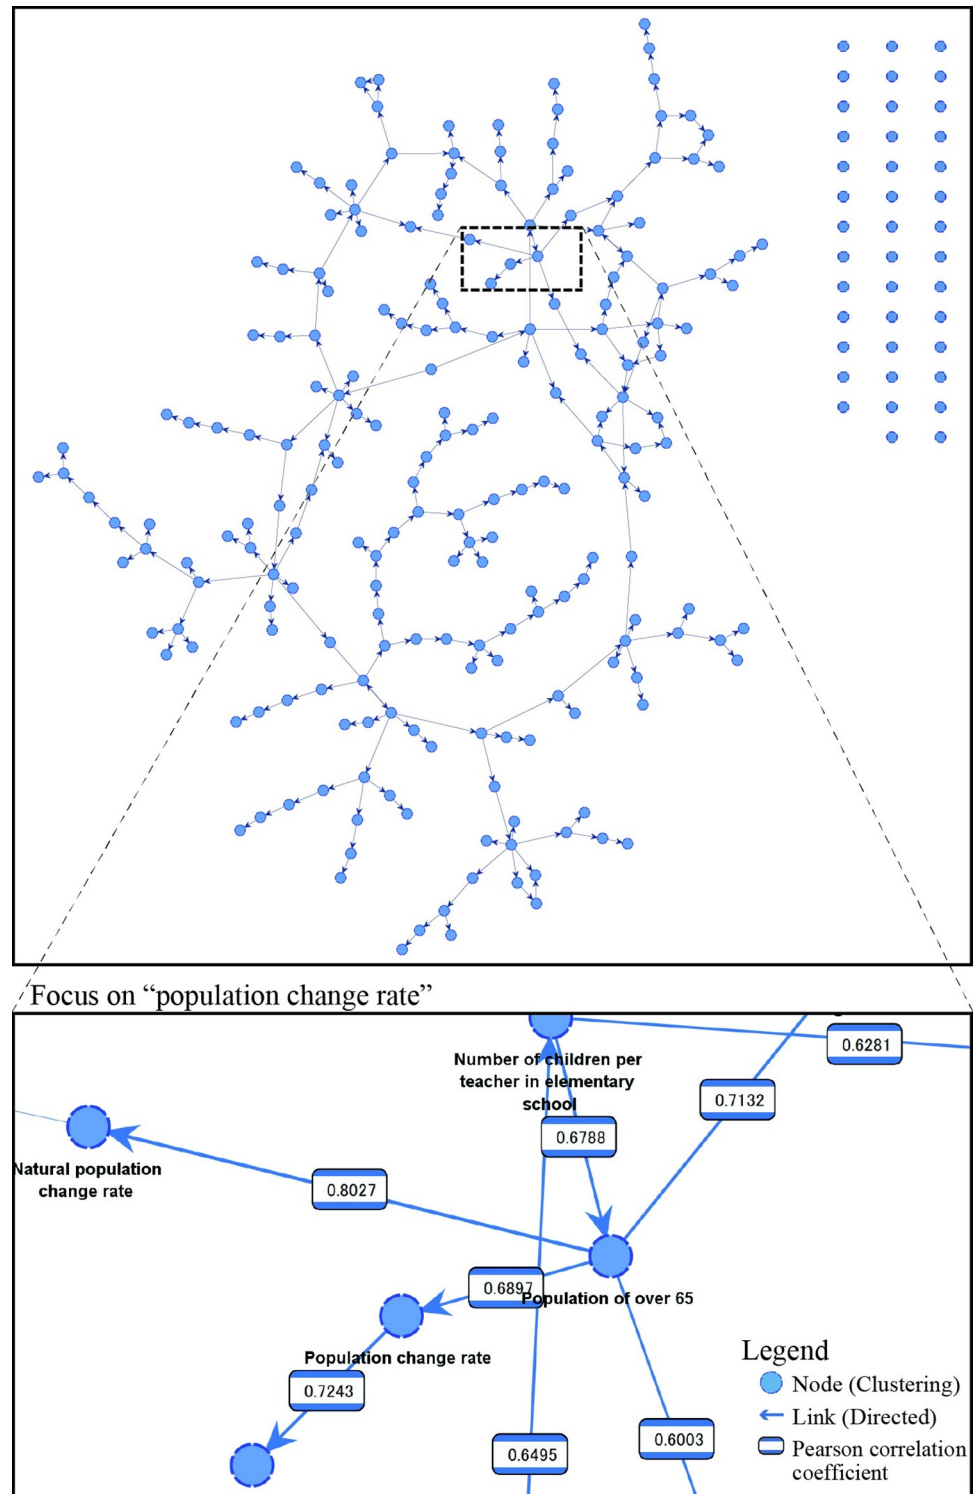 Focus on “population change rate”
0.6281
Number of children per
teacher in elementary
school
0.7132
0.6788
Natural population
change rate
0.8027
0.6897
Population of over 65
Population change rate
0.7243
0.6495
0.6003
Legend
Node (Clustering)
Link (Directed)
Pearson correlation
coefficient